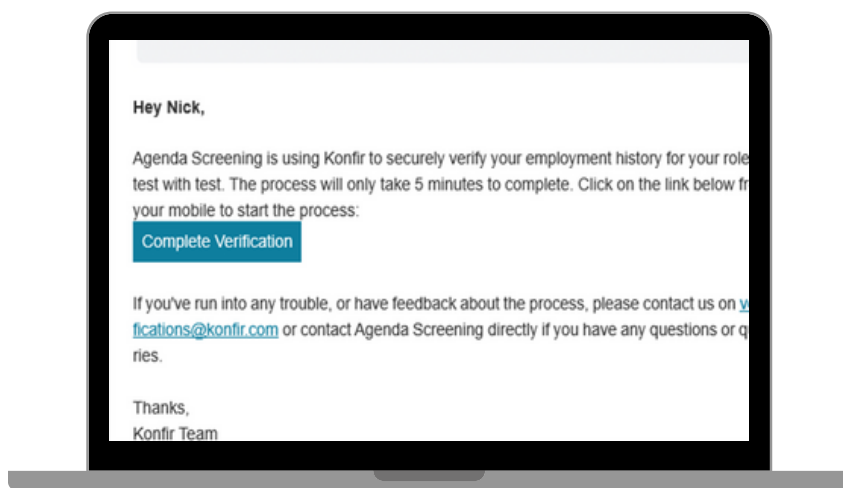 Hey Nick,
Agenda Screening is using Konfir to securely verify your employment history for your role
test with test. The process will only take 5 minutes to complete. Click on the link below fr
your mobile to start the process:
Complete Verification
If you've run into any trouble, or have feedback about the process, please contact us on v
fications@konfir.com or contact Agenda Screening directly if you have any questions or q
ries.
Thanks,
Konfir Team